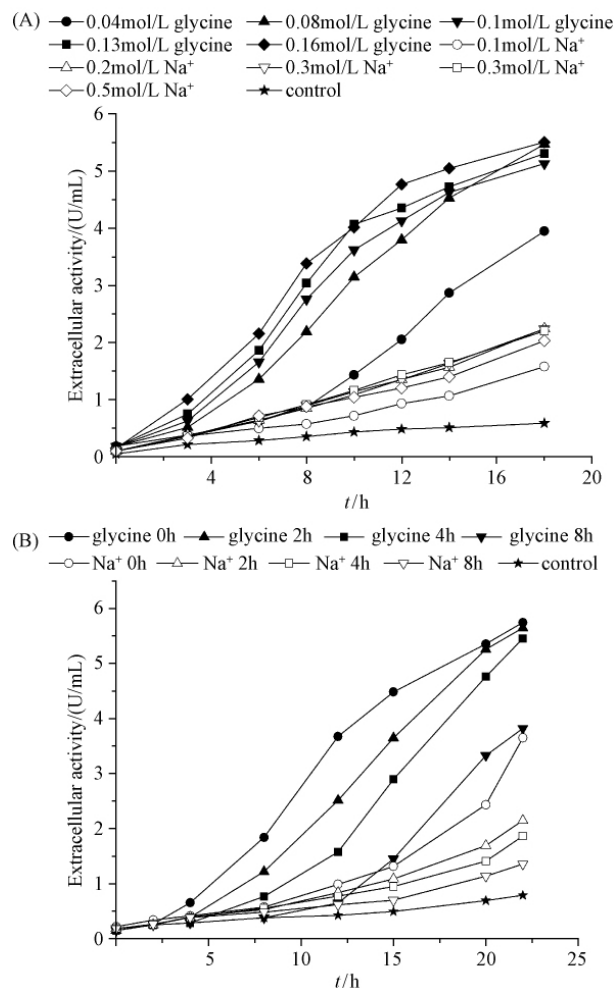 (A)
0.04mol/L glycine 0.08mol/L glycine 0.1mol/L glycine
0.13mol/L glycine 0.16mol/L glycine 0.1mol/L Na⁺
0.2mol/L Na⁺ 0.3mol/L Na⁺ 0.3mol/L Na⁺
0.5mol/L Na⁺ control
6
5
4
3
2
1
0
Extracellular activity/(U/mL)
4 8 12 16 20
t/h
(B)
glycine 0h glycine 2h glycine 4h glycine 8h
Na⁺ 0h Na⁺ 2h Na⁺ 4h Na⁺ 8h control
6
5
4
3
2
1
0
Extracellular activity/(U/mL)
0 5 10 15 20 25
t/h